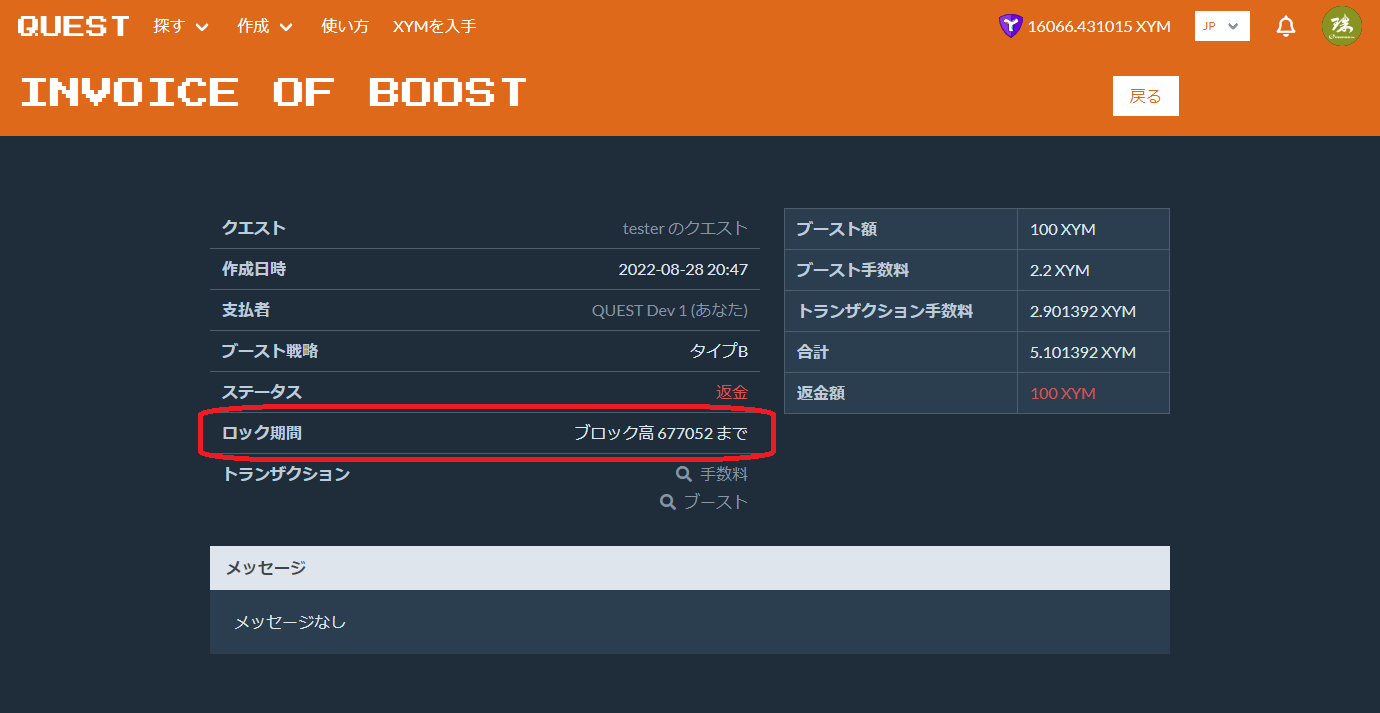 QUEST 探す 作成 使い方 XYMを入手 16066.431015 XYM JP
INVOICE OF BOOST 戻る
クエスト tester のクエスト
作成日時 2022-08-28 20:47
支払者 QUEST Dev 1 (あなた)
ブースト戦略 タイプB
ステータス 返金
ロック期間 ブロック高 677052 まで
トランザクション 手数料
ブースト
ブースト額 100 XYM
ブースト手数料 2.2 XYM
トランザクション手数料 2.901392 XYM
合計 5.101392 XYM
返金額 100 XYM
メッセージ
メッセージなし